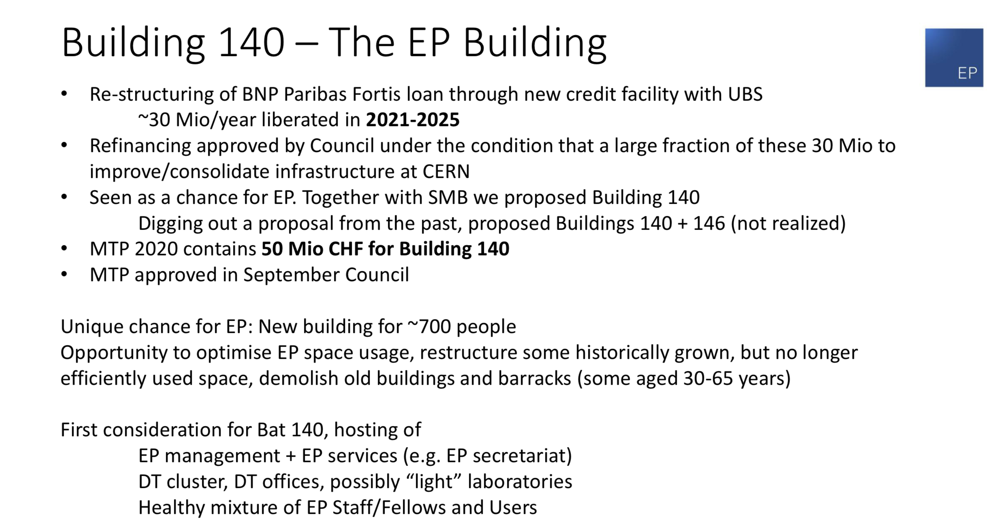 Building 140 – The EP Building
EP
• Re-structuring of BNP Paribas Fortis loan through new credit facility with UBS
~30 Mio/year liberated in 2021-2025
• Refinancing approved by Council under the condition that a large fraction of these 30 Mio to
improve/consolidate infrastructure at CERN
• Seen as a chance for EP. Together with SMB we proposed Building 140
Digging out a proposal from the past, proposed Buildings 140 + 146 (not realized)
• MTP 2020 contains 50 Mio CHF for Building 140
• MTP approved in September Council
Unique chance for EP: New building for ~700 people
Opportunity to optimise EP space usage, restructure some historically grown, but no longer
efficiently used space, demolish old buildings and barracks (some aged 30-65 years)
First consideration for Bat 140, hosting of
EP management + EP services (e.g. EP secretariat)
DT cluster, DT offices, possibly “light” laboratories
Healthy mixture of EP Staff/Fellows and Users